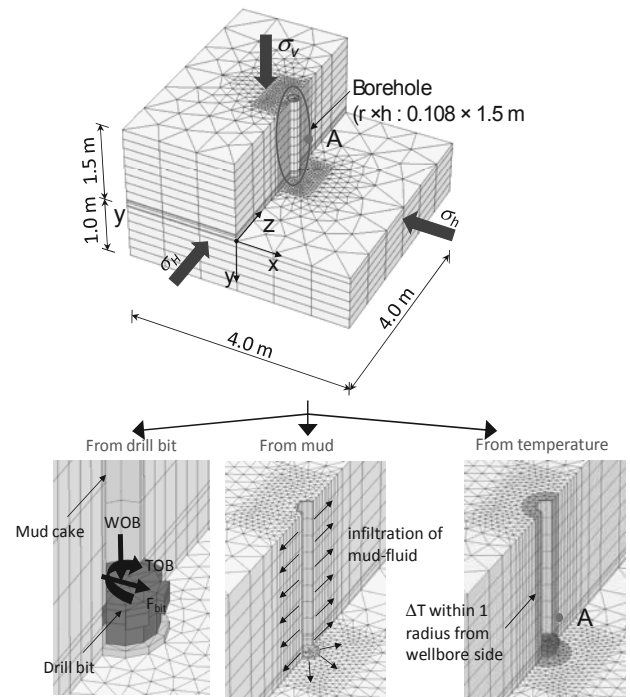 σv
Borehole
(r ×h : 0.108 × 1.5 m
A
1.5 m
1.0 m
y
z
x
y
σh
σH
4.0 m
4.0 m
From drill bit
From mud
From temperature
Mud cake
WOB
TOB
Fbit
Drill bit
infiltration of
mud-fluid
ΔT within 1
radius from
wellbore side
A